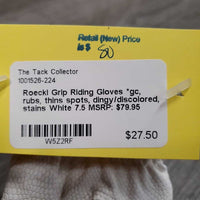 Retail (New) Price
is $ 80
The Tack Collector
1001526-224
Roeckl Grip Riding Gloves *gc,
rubs, thins spots, dingy/discolored,
stains White 7.5 MSRP: $79.95
W5Z2RF
$27.50